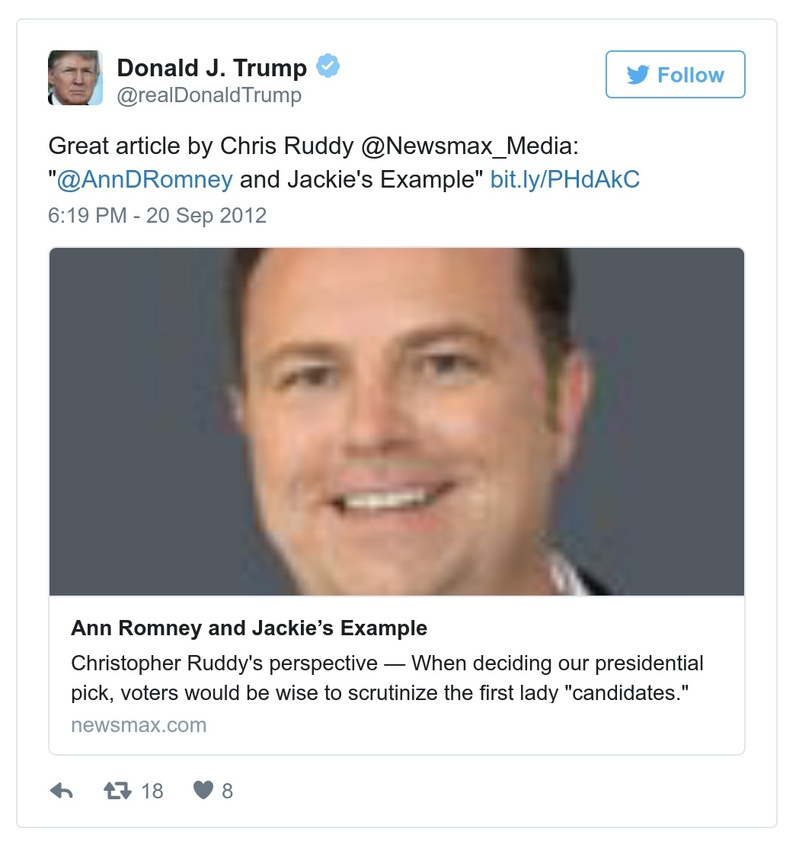 Donald J. Trump
@realDonaldTrump
Follow
Great article by Chris Ruddy @Newsmax_Media:
"@AnnDRomney and Jackie's Example" bit.ly/PHdAkC
6:19 PM - 20 Sep 2012
Ann Romney and Jackie’s Example
Christopher Ruddy's perspective — When deciding our presidential
pick, voters would be wise to scrutinize the first lady "candidates."
newsmax.com
18
8